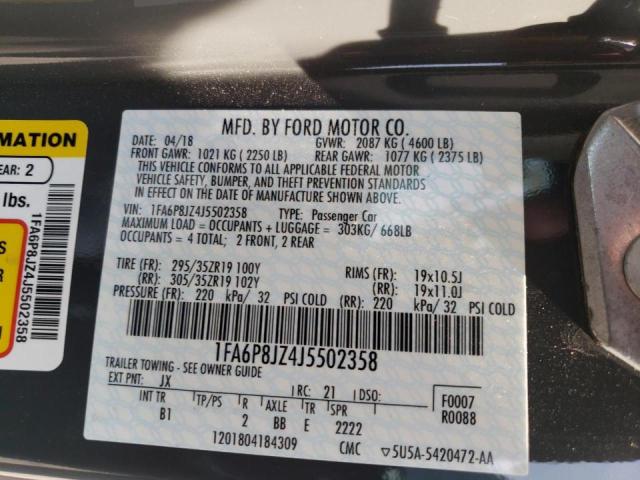 MFD. BY FORD MOTOR CO.
DATE: 04/18 GVWR: 2087 KG ( 4600 LB)
FRONT GAWR: 1021 KG ( 2250 LB) REAR GAWR: 1077 KG ( 2375 LB)
THIS VEHICLE CONFORMS TO ALL APPLICABLE FEDERAL MOTOR
VEHICLE SAFETY, BUMPER, AND THEFT PREVENTION STANDARDS
IN EFFECT ON THE DATE OF MANUFACTURE SHOWN ABOVE.
VIN: 1FA6P8JZ4J5502358 TYPE: Passenger Car
MAXIMUM LOAD = OCCUPANTS + LUGGAGE = 303KG/ 668LB
OCCUPANTS = 4 TOTAL; 2 FRONT, 2 REAR
TIRE (FR): 295/35ZR19 100Y RIMS (FR): 19x10.5J
(RR): 305/35ZR19 102Y (RR): 19x11.0J
PRESSURE (FR): 220 kPa/ 32 PSI COLD (RR): 220 kPa/ 32 PSI COLD
1FA6P8JZ4J5502358
TRAILER TOWING - SEE OWNER GUIDE
EXT PNT: JX RC: 21 DSO: F0007
INT TR TP/PS R AXLE TR SPR R0088
B1 2 BB E 2222
1201804184309 CMC ▽5U5A-5420472-AA
RMATION
EAR: 2
lbs.
1FA6P8JZ4J5502358